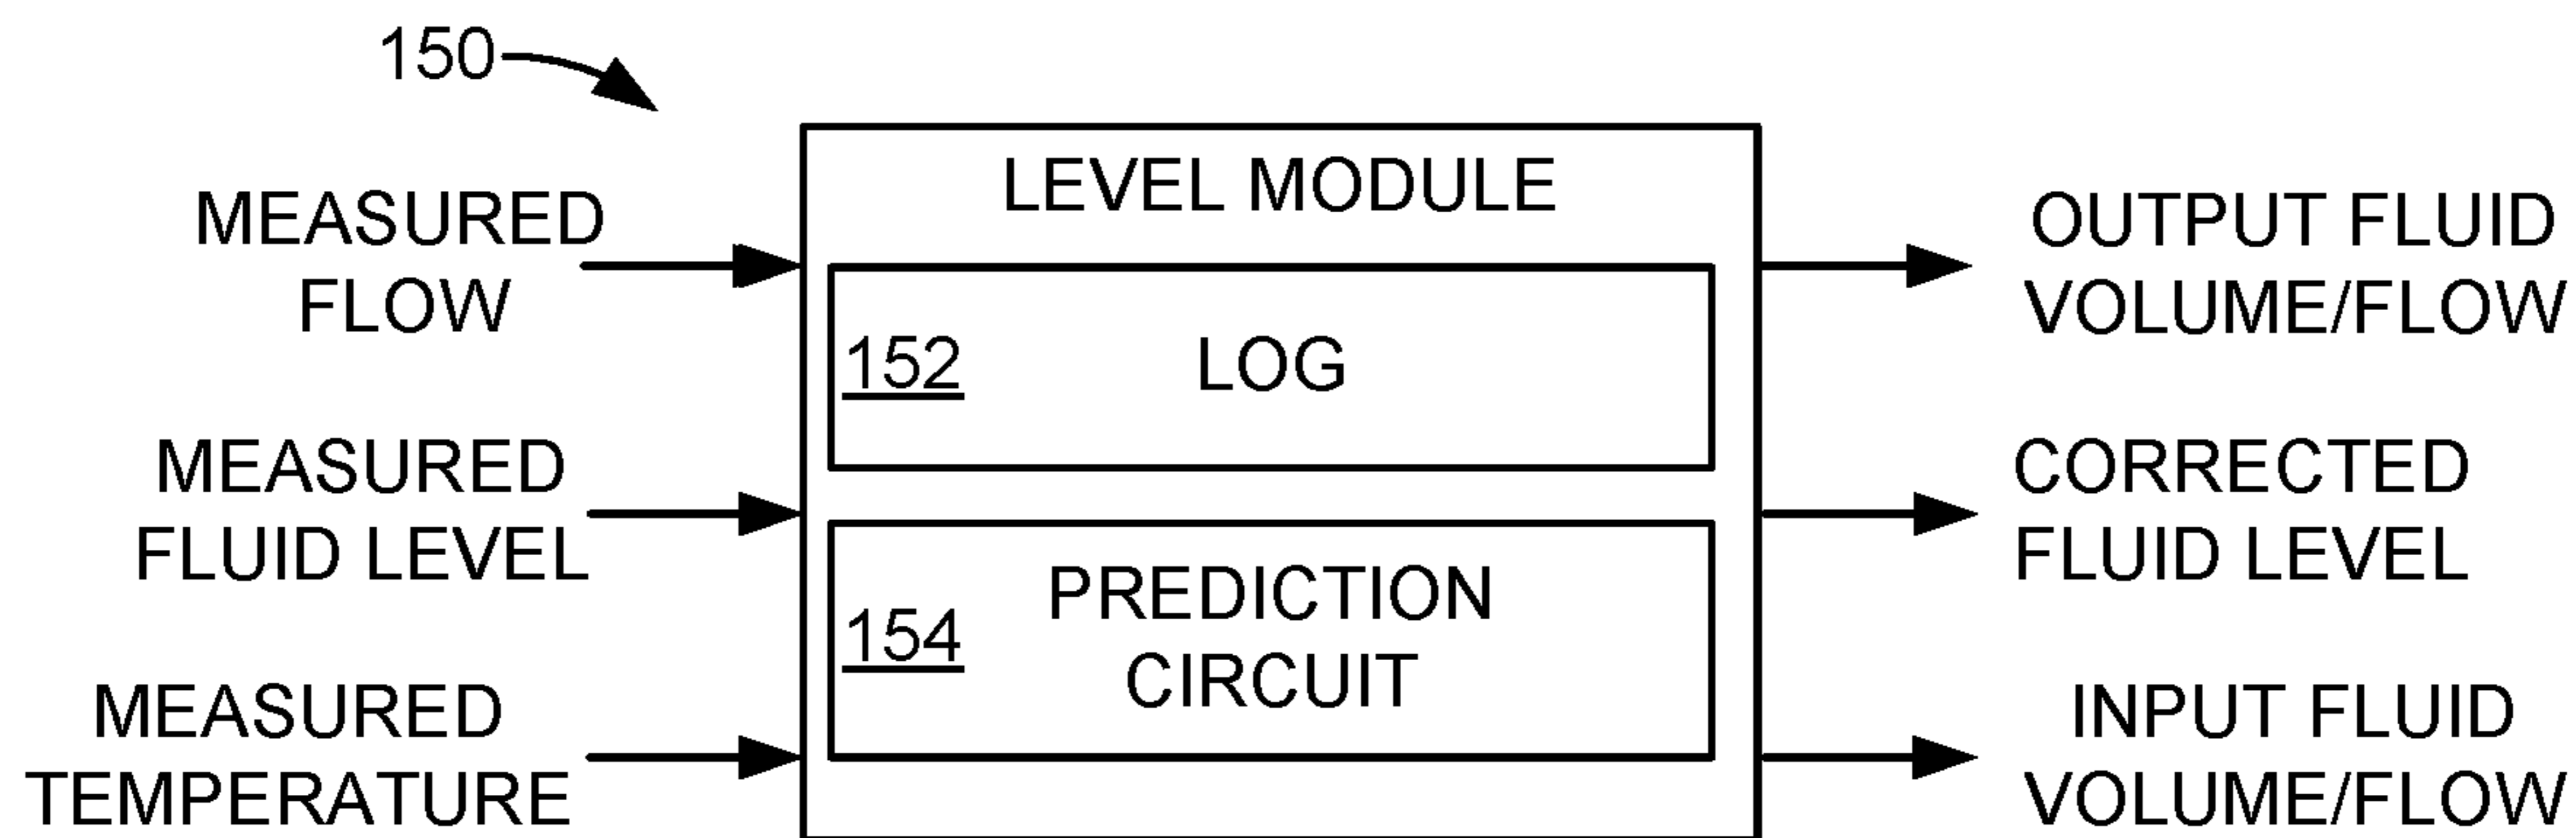 150
MEASURED
FLOW
MEASURED
FLUID LEVEL
MEASURED
TEMPERATURE
LEVEL MODULE
152 LOG
154 PREDICTION
CIRCUIT
OUTPUT FLUID
VOLUME/FLOW
CORRECTED
FLUID LEVEL
INPUT FLUID
VOLUME/FLOW